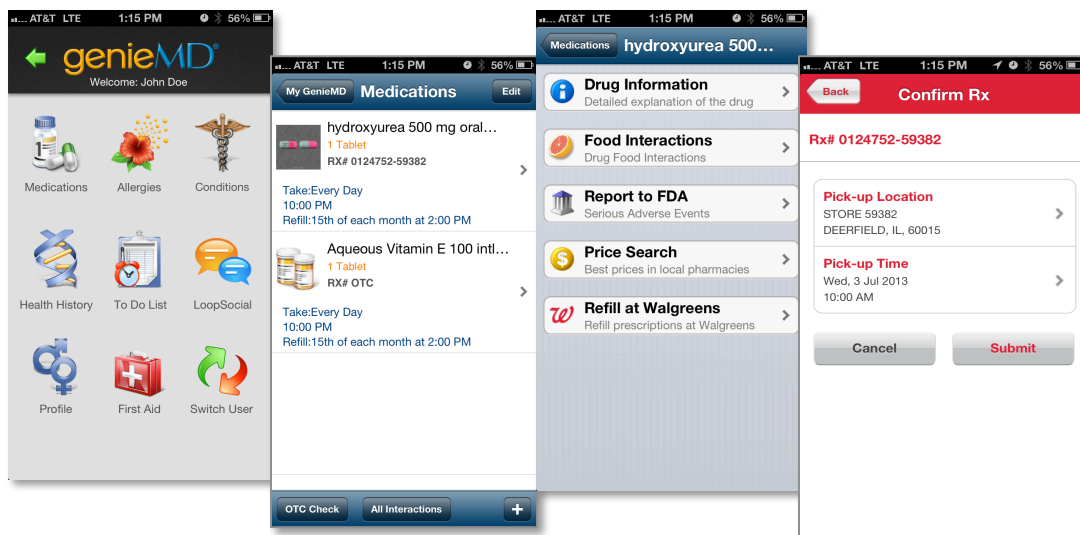 AT&T LTE 1:15 PM 56%
genieMD®
Welcome: John Doe
Medications Allergies Conditions
Health History To Do List LoopSocial
Profile First Aid Switch User
AT&T LTE 1:15 PM 56%
My GenieMD Medications Edit
hydroxyurea 500 mg oral...
1 Tablet
RX# 0124752-59382
Take:Every Day
10:00 PM
Refill:15th of each month at 2:00 PM
Aqueous Vitamin E 100 intl...
1 Tablet
RX# OTC
Take:Every Day
10:00 PM
Refill:15th of each month at 2:00 PM
OTC Check All Interactions +
AT&T LTE 1:15 PM 56%
Medications hydroxyurea 500...
Drug Information
Detailed explanation of the drug
Food Interactions
Drug Food Interactions
Report to FDA
Serious Adverse Events
Price Search
Best prices in local pharmacies
Refill at Walgreens
Refill prescriptions at Walgreens
AT&T LTE 1:15 PM 56%
Back Confirm Rx
Rx# 0124752-59382
Pick-up Location
STORE 59382
DEERFIELD, IL, 60015
Pick-up Time
Wed, 3 Jul 2013
10:00 AM
Cancel Submit